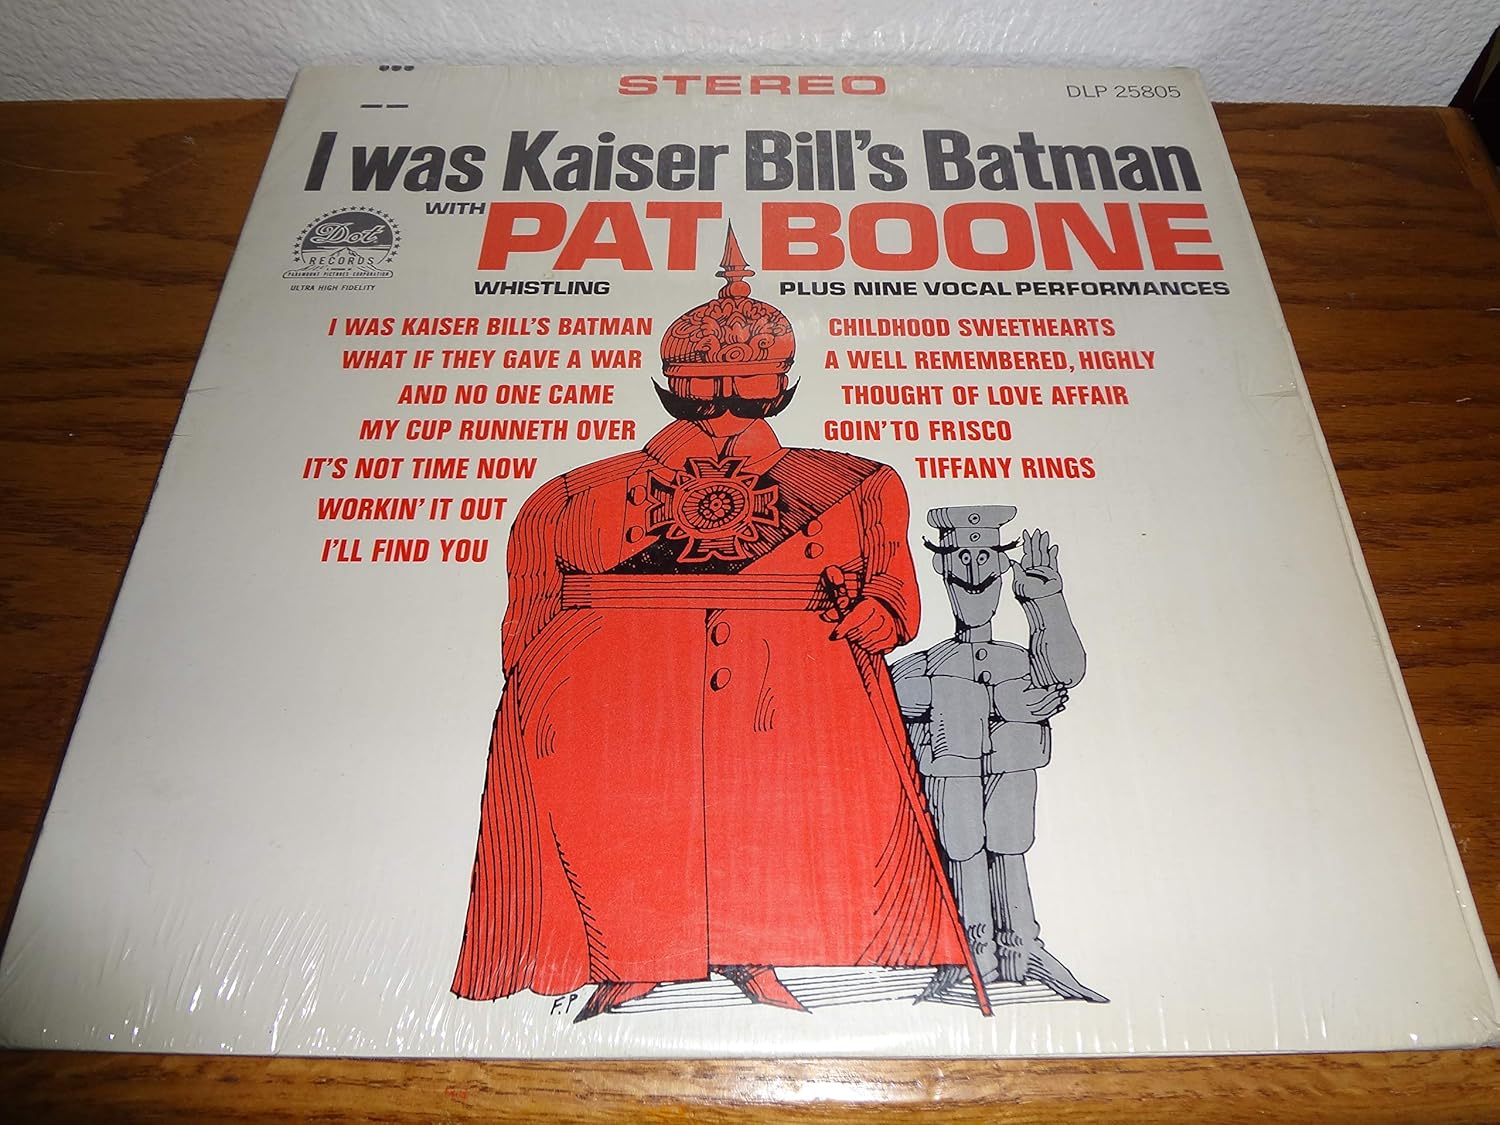 STEREO
DLP 25805
I was Kaiser Bill's Batman
WITH PAT BOONE
Dot
RECORDS
PARAMOUNT PICTURES CORPORATION
ULTRA HIGH FIDELITY
WHISTLING
PLUS NINE VOCAL PERFORMANCES
I WAS KAISER BILL'S BATMAN
WHAT IF THEY GAVE A WAR
AND NO ONE CAME
MY CUP RUNNETH OVER
IT'S NOT TIME NOW
WORKIN' IT OUT
I'LL FIND YOU
CHILDHOOD SWEETHEARTS
A WELL REMEMBERED, HIGHLY
THOUGHT OF LOVE AFFAIR
GOIN' TO FRISCO
TIFFANY RINGS
F.P